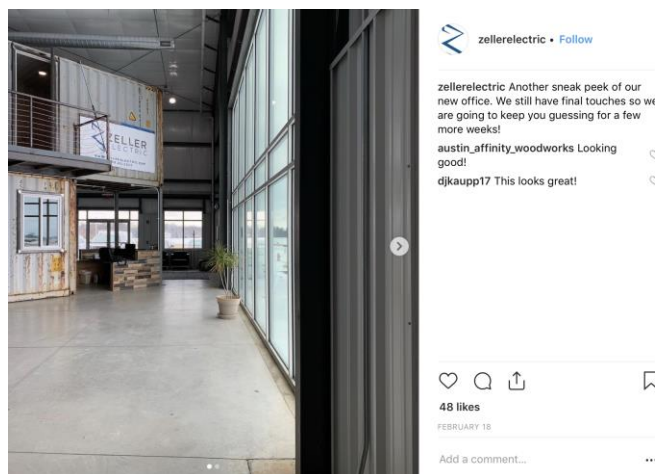 ZELLER
ELECTRIC
zellerelectric • Follow
zellerelectric Another sneak peek of our
new office. We still have final touches so we
are going to keep you guessing for a few
more weeks!
austin_affinity_woodworks Looking
good!
djkaupp17 This looks great!
48 likes
FEBRUARY 18
Add a comment...